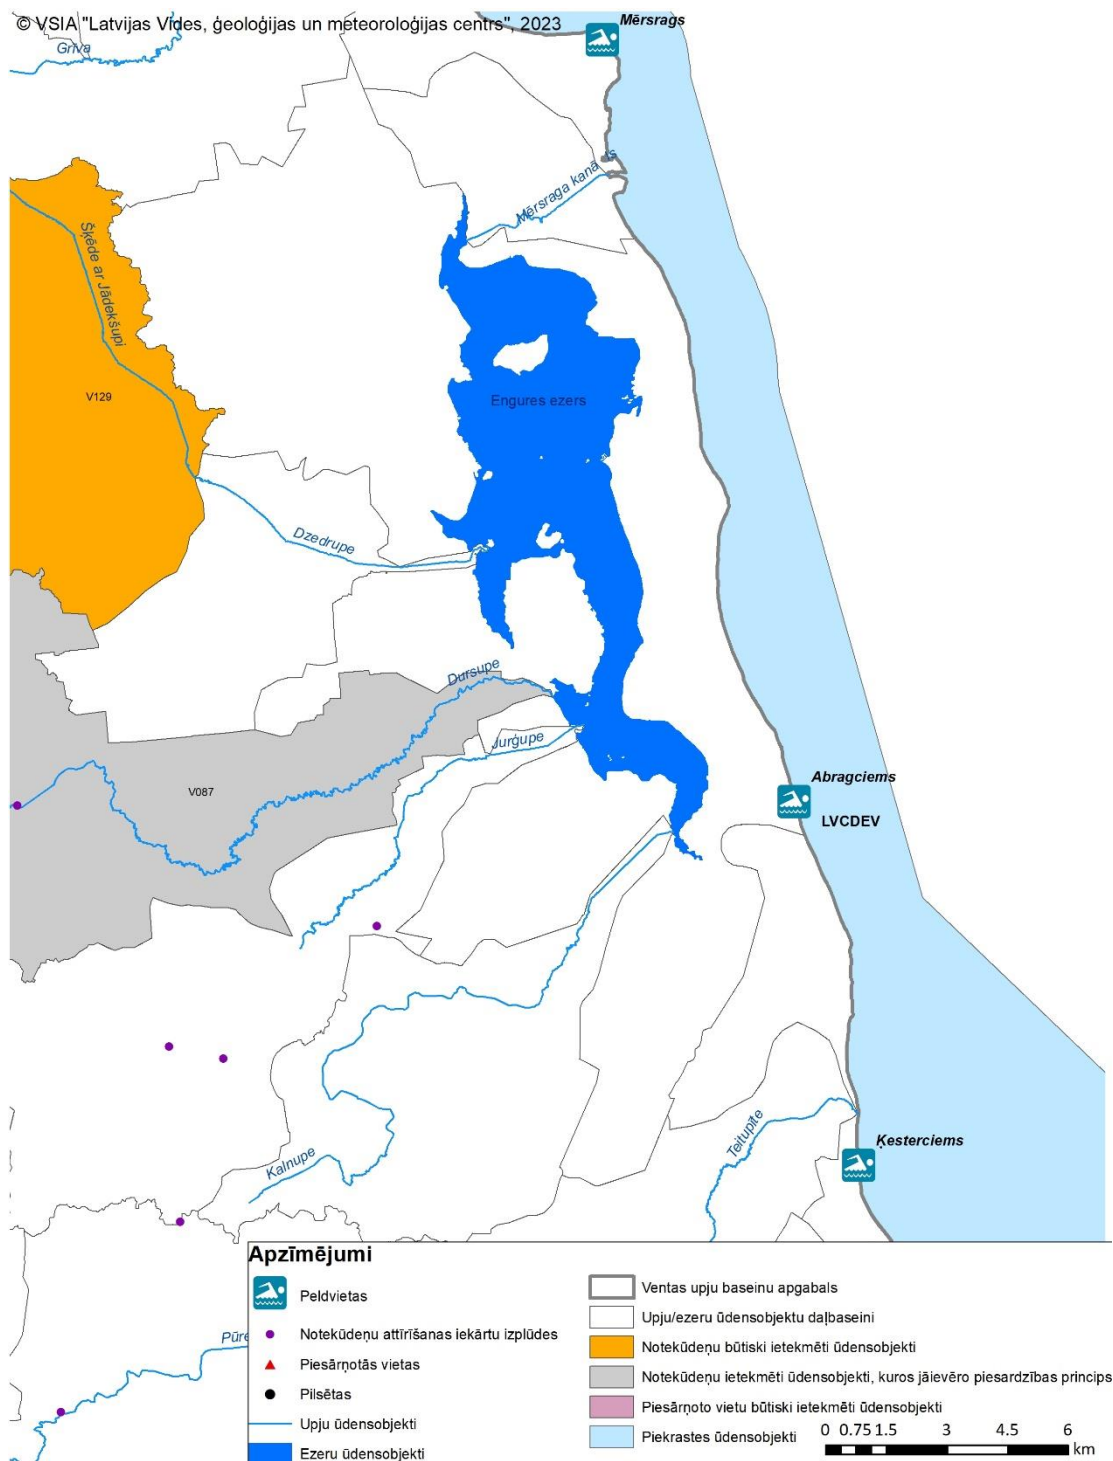 © VSIA "Latvijas Vides, ģeoloģijas un meteoroloģijas centrs", 2023
Mērsrags
Grīva
Mērsraga kanā s
Šķēde ar Jādekšupi
V129
Engures ezers
Dzedrupe
Dursupe
Jurģupe
V087
Abragciems
LVCDEV
Teitupīte
Ķesterciems
Kalnupe
Apzīmējumi
Peldvietas
Notekūdeņu attīrīšanas iekārtu izplūdes
Piesārņotās vietas
Pilsētas
Upju ūdensobjekti
Ezeru ūdensobjekti
Ventas upju baseinu apgabals
Upju/ezeru ūdensobjektu daļbaseini
Notekūdeņu būtiski ietekmēti ūdensobjekti
Notekūdeņu ietekmēti ūdensobjekti, kuros jāievēro piesardzības princips
Piesārņoto vietu būtiski ietekmēti ūdensobjekti
Piekrastes ūdensobjekti
0 0.75 1.5 3 4.5 6
km
Pūre